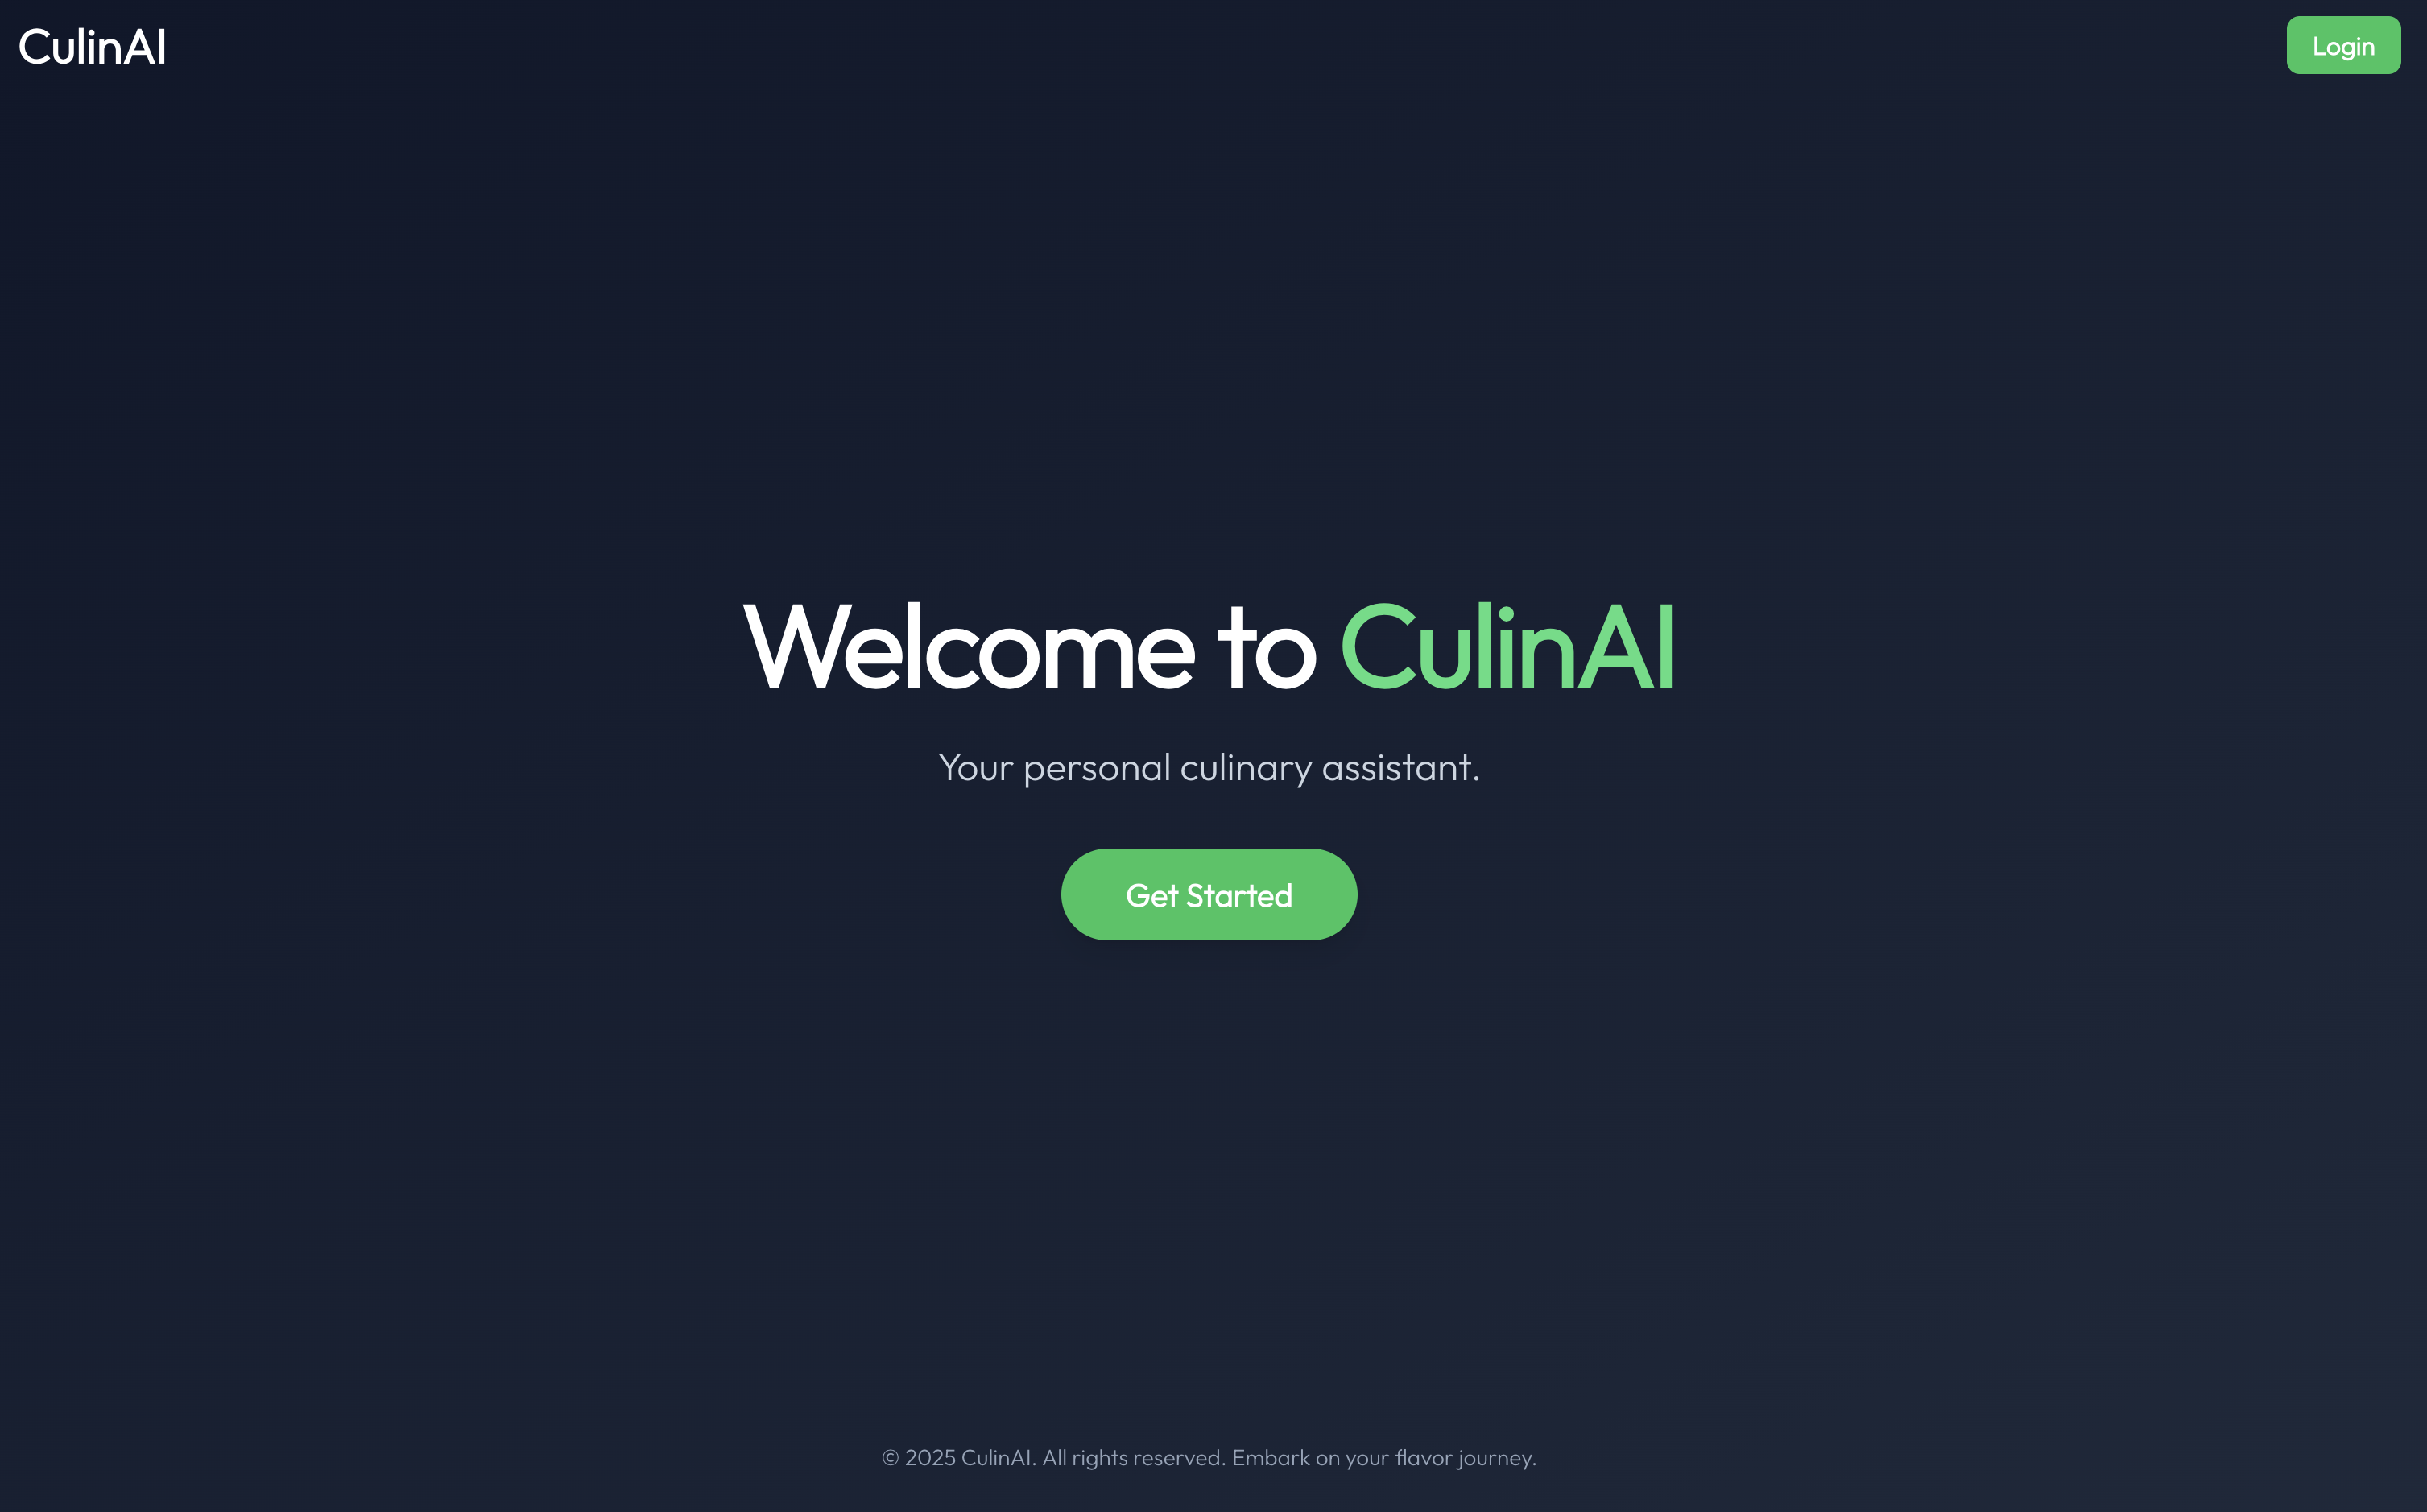 CulinAI
Login
Welcome to CulinAI
Your personal culinary assistant.
Get Started
© 2025 CulinAI. All rights reserved. Embark on your flavor journey.